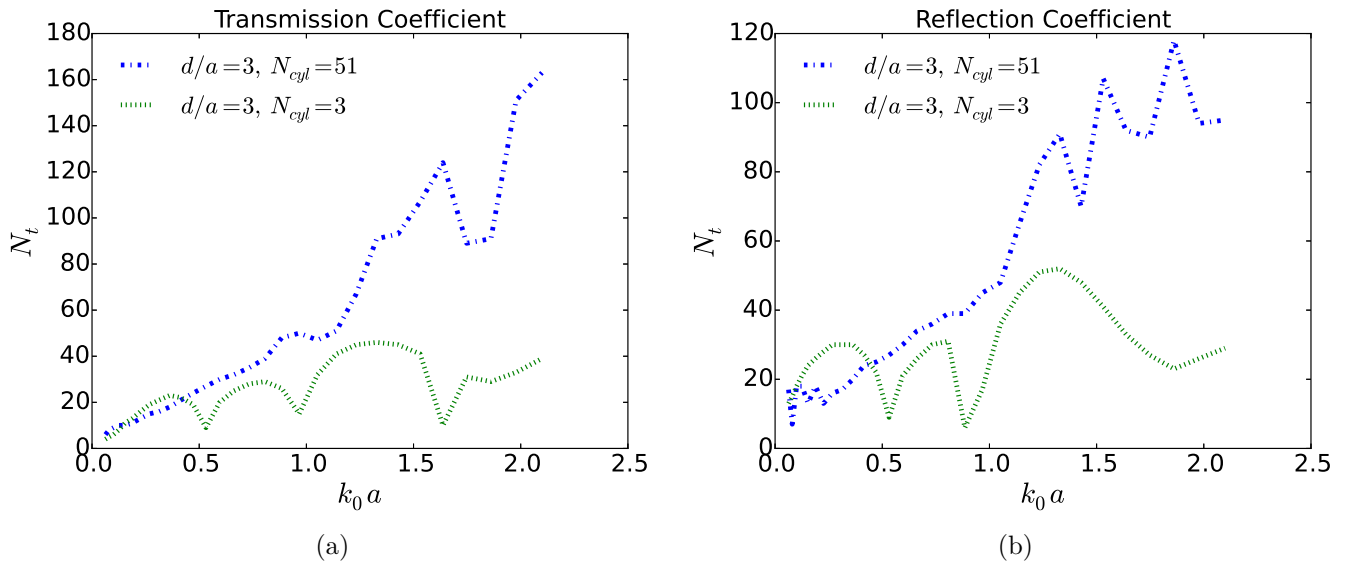 Transmission Coefficient
180
160
140
120
100
80
60
40
20
0
0.0 0.5 1.0 1.5 2.0 2.5
N_t
k_0 a
d/a=3, N_cyl=51
d/a=3, N_cyl=3
(a)
Reflection Coefficient
120
100
80
60
40
20
0
0.0 0.5 1.0 1.5 2.0 2.5
N_t
k_0 a
d/a=3, N_cyl=51
d/a=3, N_cyl=3
(b)